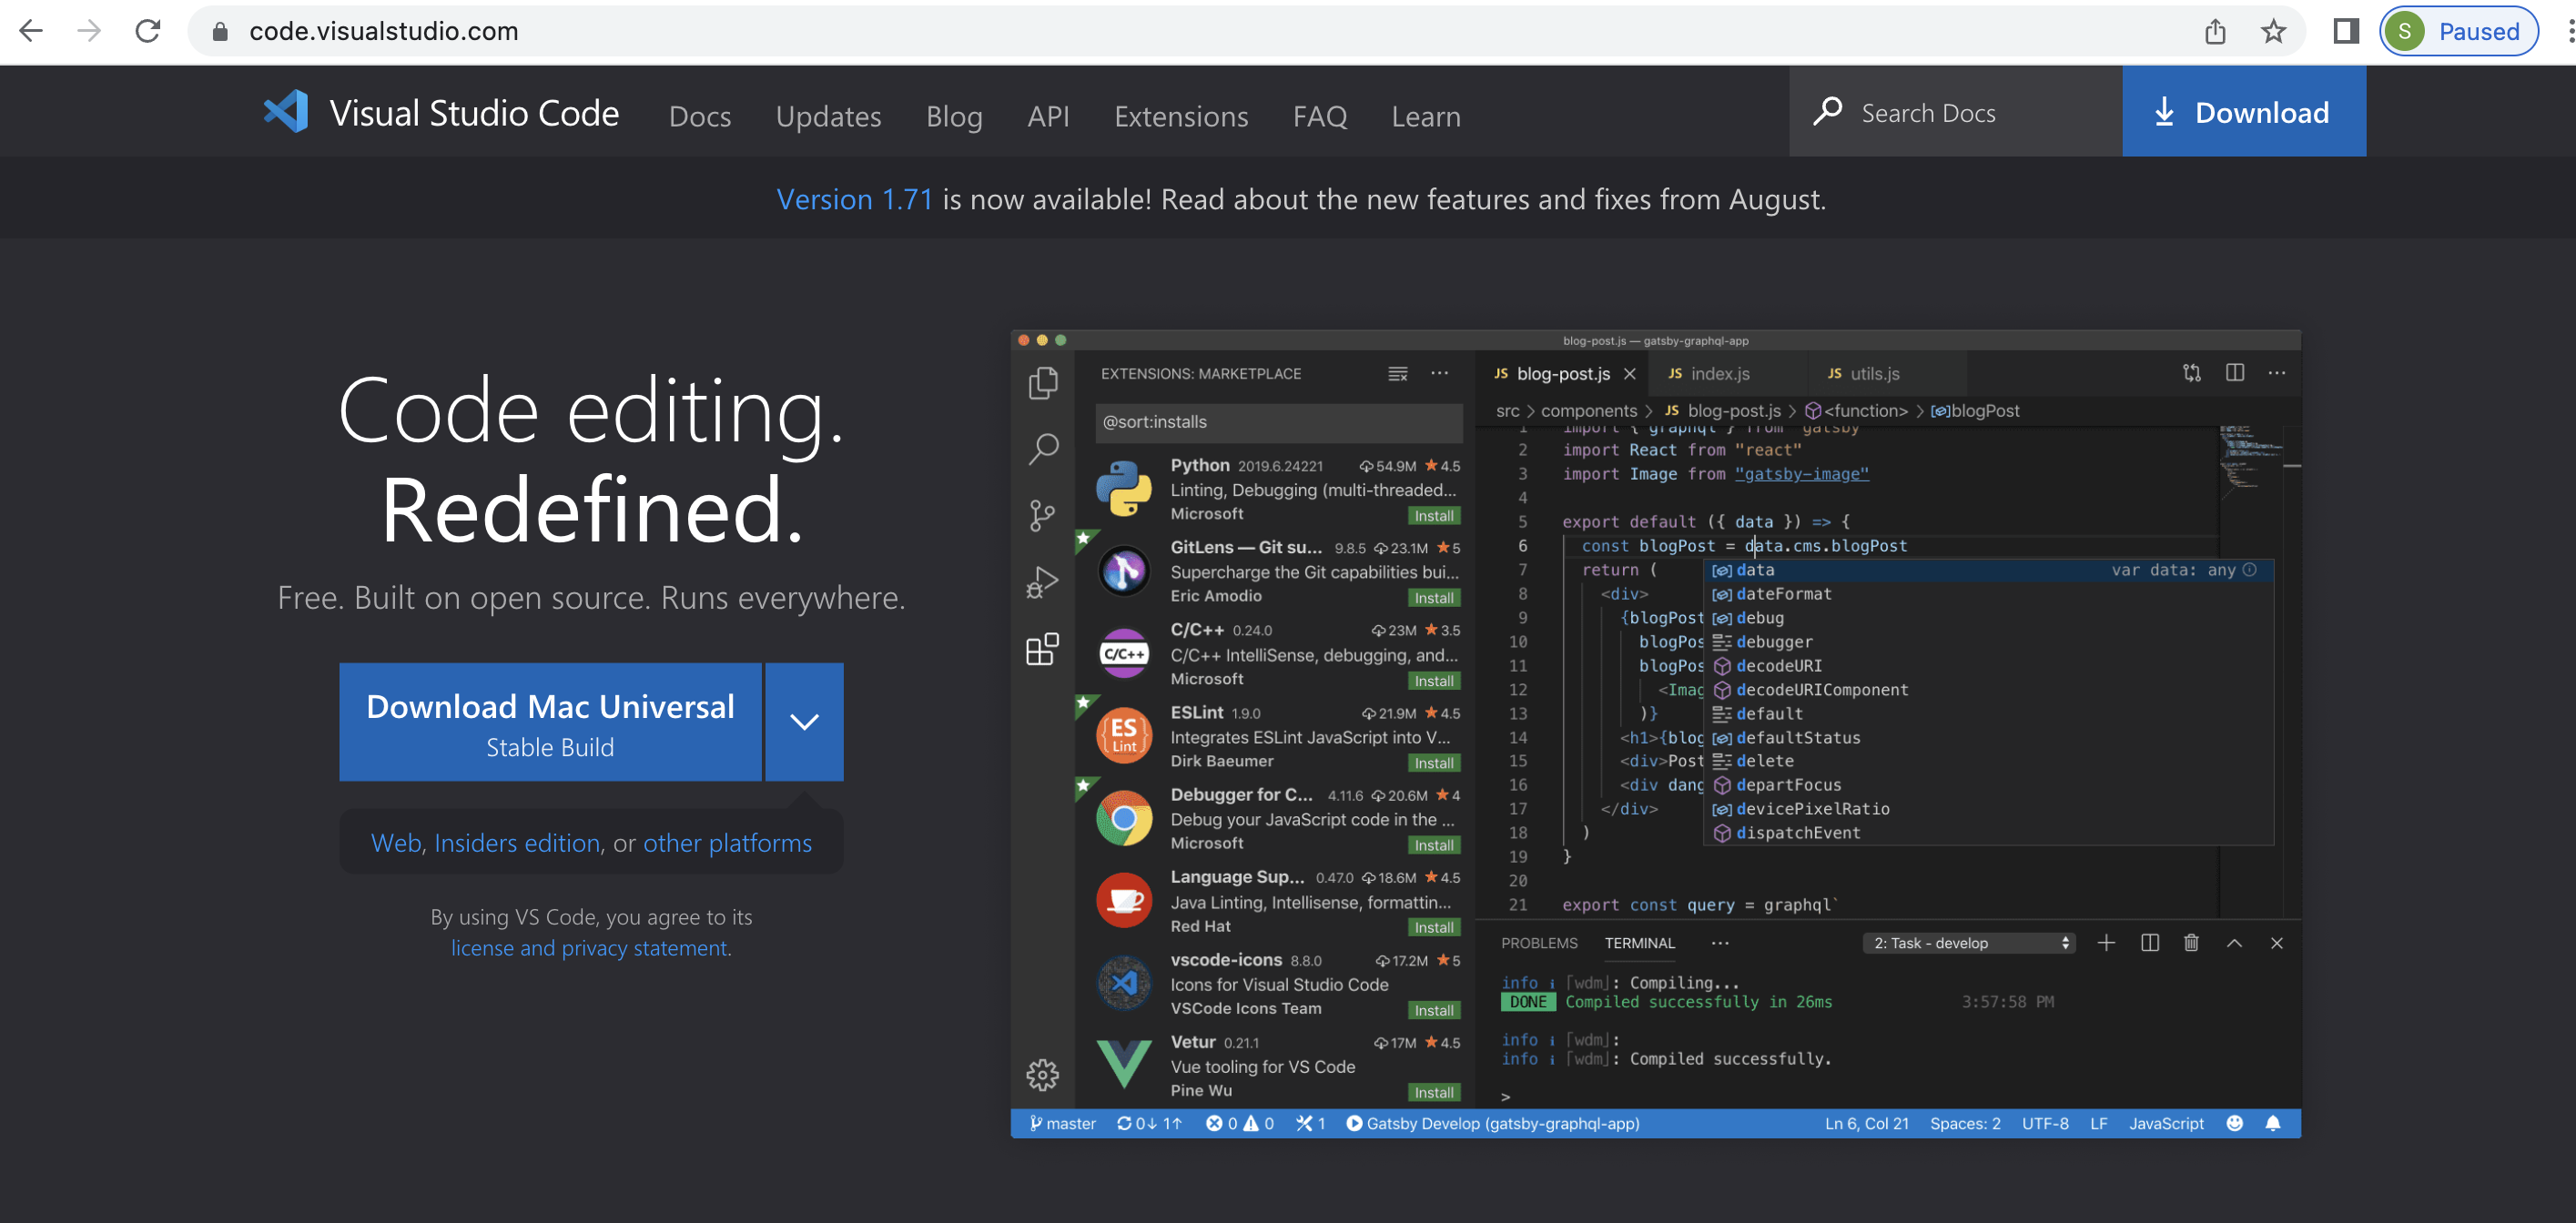 code.visualstudio.com
S Paused
Visual Studio Code Docs Updates Blog API Extensions FAQ Learn Search Docs Download
Version 1.71 is now available! Read about the new features and fixes from August.
Code editing.
Redefined.
Free. Built on open source. Runs everywhere.
Download Mac Universal
Stable Build
Web, Insiders edition, or other platforms
By using VS Code, you agree to its
license and privacy statement.
blog-post.js — gatsby-graphql-app
EXTENSIONS: MARKETPLACE
@sort:installs
Python 2019.6.24221 54.9M ★ 4.5
Linting, Debugging (multi-threaded...
Microsoft Install
GitLens — Git su... 9.8.5 23.1M ★ 5
Supercharge the Git capabilities bui...
Eric Amodio Install
C/C++
C/C++ 0.24.0 23M ★ 3.5
C/C++ IntelliSense, debugging, and...
Microsoft Install
ES
Lint
ESLint 1.9.0 21.9M ★ 4.5
Integrates ESLint JavaScript into V...
Dirk Baeumer Install
Debugger for C... 4.11.6 20.6M ★ 4
Debug your JavaScript code in the ...
Microsoft Install
Language Sup... 0.47.0 18.6M ★ 4.5
Java Linting, Intellisense, formattin...
Red Hat Install
vscode-icons 8.8.0 17.2M ★ 5
Icons for Visual Studio Code
VSCode Icons Team Install
Vetur 0.21.1 17M ★ 4.5
Vue tooling for VS Code
Pine Wu Install
JS blog-post.js JS index.js JS utils.js
src > components > JS blog-post.js > <function> > blogPost
1 import { graphql } from "gatsby"
2 import React from "react"
3 import Image from "gatsby-image"
4
5 export default ({ data }) => {
6 const blogPost = data.cms.blogPost
7 return (
8 <div>
9 {blogPost
10 blogPos
11 blogPos
12 <Imag
13 )}
14 <h1>{blog
15 <div>Post
16 <div dang
17 </div>
18 )
19 }
20
21 export const query = graphql`
data var data: any
dateFormat
debug
debugger
decodeURI
decodeURIComponent
default
defaultStatus
delete
departFocus
devicePixelRatio
dispatchEvent
PROBLEMS TERMINAL ... 2: Task - develop
info i ⌈wdm⌋: Compiling...
DONE Compiled successfully in 26ms 3:57:58 PM
info i ⌈wdm⌋:
info i ⌈wdm⌋: Compiled successfully.
>
master 0↓ 1↑ 0 0 1 Gatsby Develop (gatsby-graphql-app) Ln 6, Col 21 Spaces: 2 UTF-8 LF JavaScript